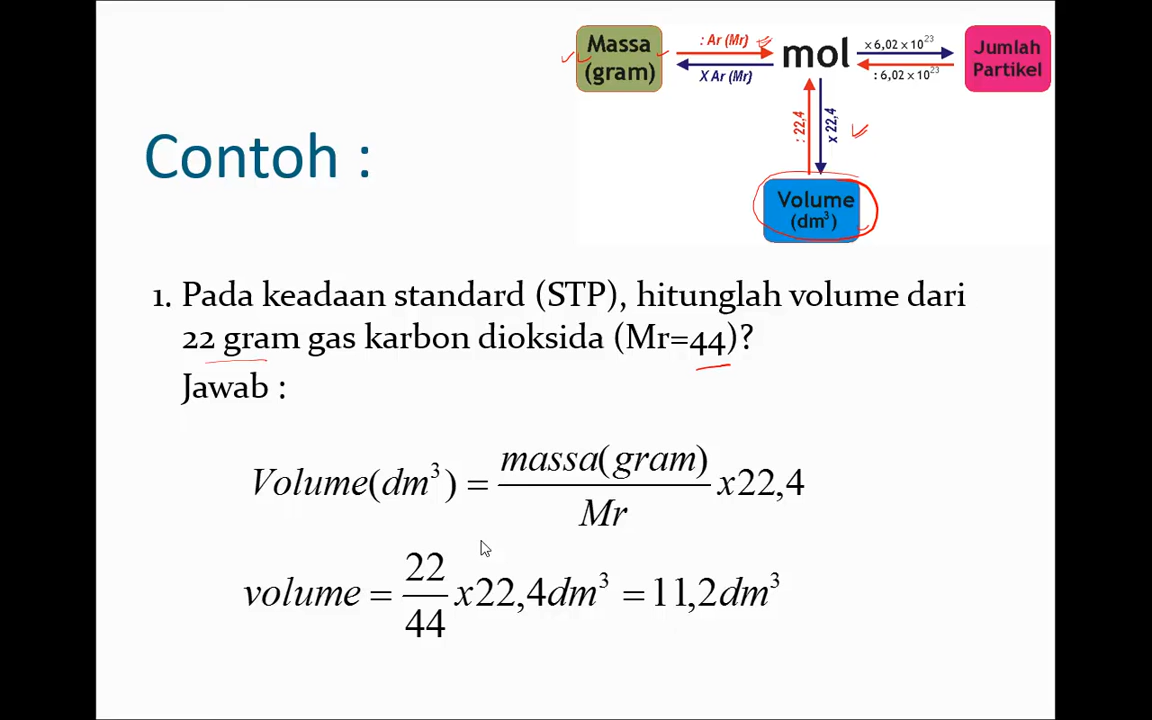 Massa
(gram)
: Ar (Mr)
X Ar (Mr)
mol
x 6,02 x 10²³
: 6,02 x 10²³
Jumlah
Partikel
: 22,4
x 22,4
Volume
(dm³)
Contoh :
1. Pada keadaan standard (STP), hitunglah volume dari
22 gram gas karbon dioksida (Mr=44)?
Jawab :
Volume(dm³) = massa(gram) / Mr x22,4
volume = 22 / 44 x22,4dm³ = 11,2dm³